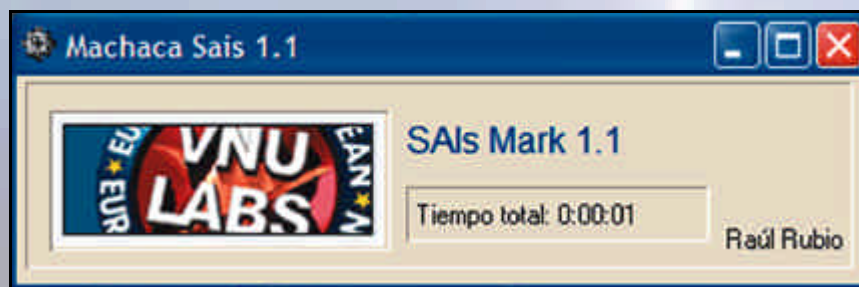 Machaca Sais 1.1
VNU
LABS
SAIs Mark 1.1
Tiempo total: 0:00:01
Raúl Rubio